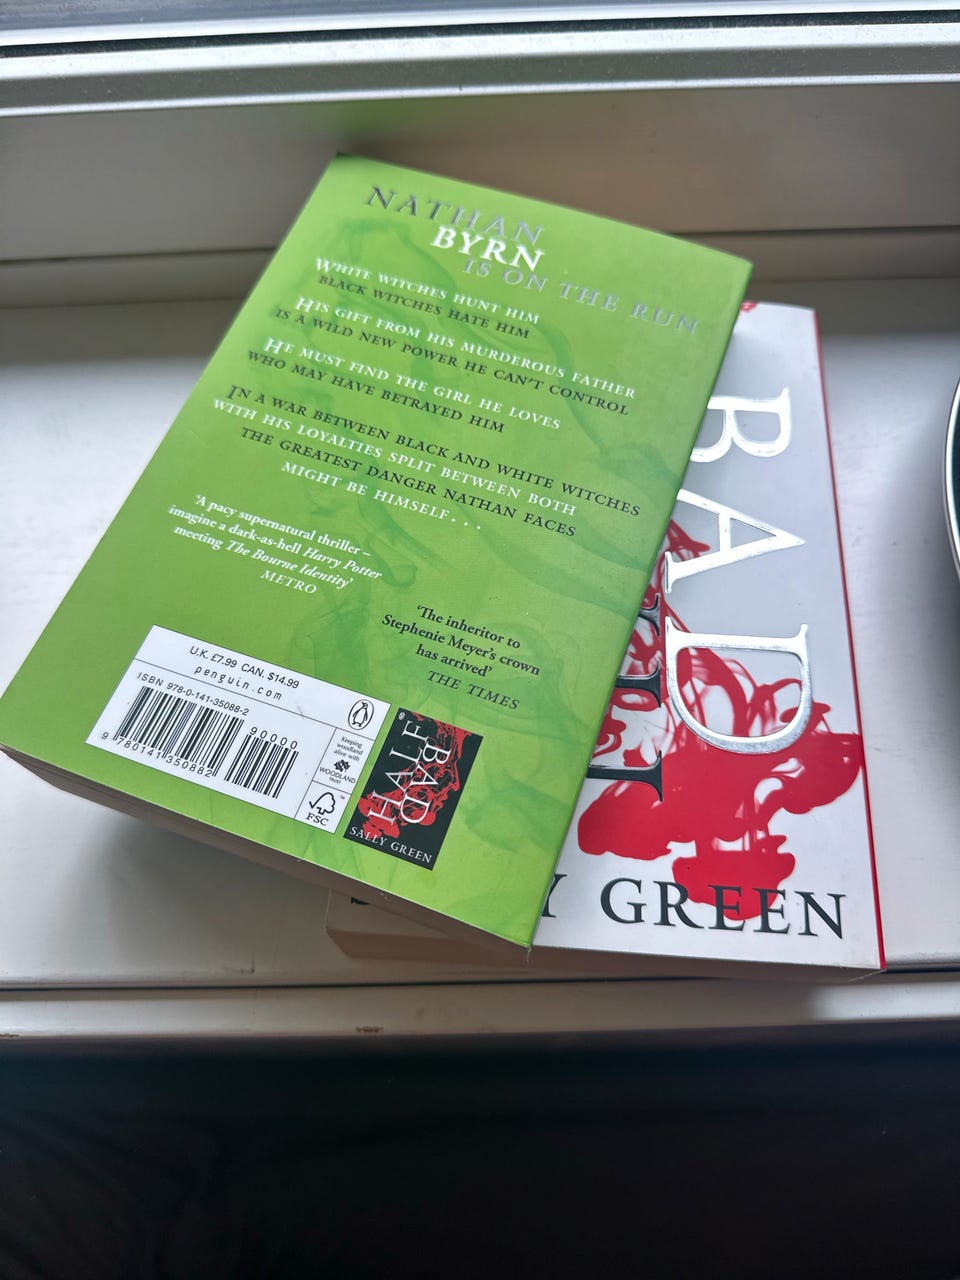 NATHAN
BYRN
IS ON THE RUN
WHITE WITCHES HUNT HIM
BLACK WITCHES HATE HIM
HIS GIFT FROM HIS MURDEROUS FATHER
IS A WILD NEW POWER HE CAN'T CONTROL
HE MUST FIND THE GIRL HE LOVES
WHO MAY HAVE BETRAYED HIM
IN A WAR BETWEEN BLACK AND WHITE WITCHES
WITH HIS LOYALTIES SPLIT BETWEEN BOTH
THE GREATEST DANGER NATHAN FACES
MIGHT BE HIMSELF...
'A pacy supernatural thriller –
imagine a dark-as-hell Harry Potter
meeting The Bourne Identity'
METRO
'The inheritor to
Stephenie Meyer's crown
has arrived'
THE TIMES
U.K. £7.99 CAN. $14.99
penguin.com
ISBN 978-0-141-35088-2
90000
9 780141 350882
Keeping
woodland
alive with
WOODLAND
TRUST
FSC
™
HALF
BAD
SALLY GREEN
BAD
Y GREEN